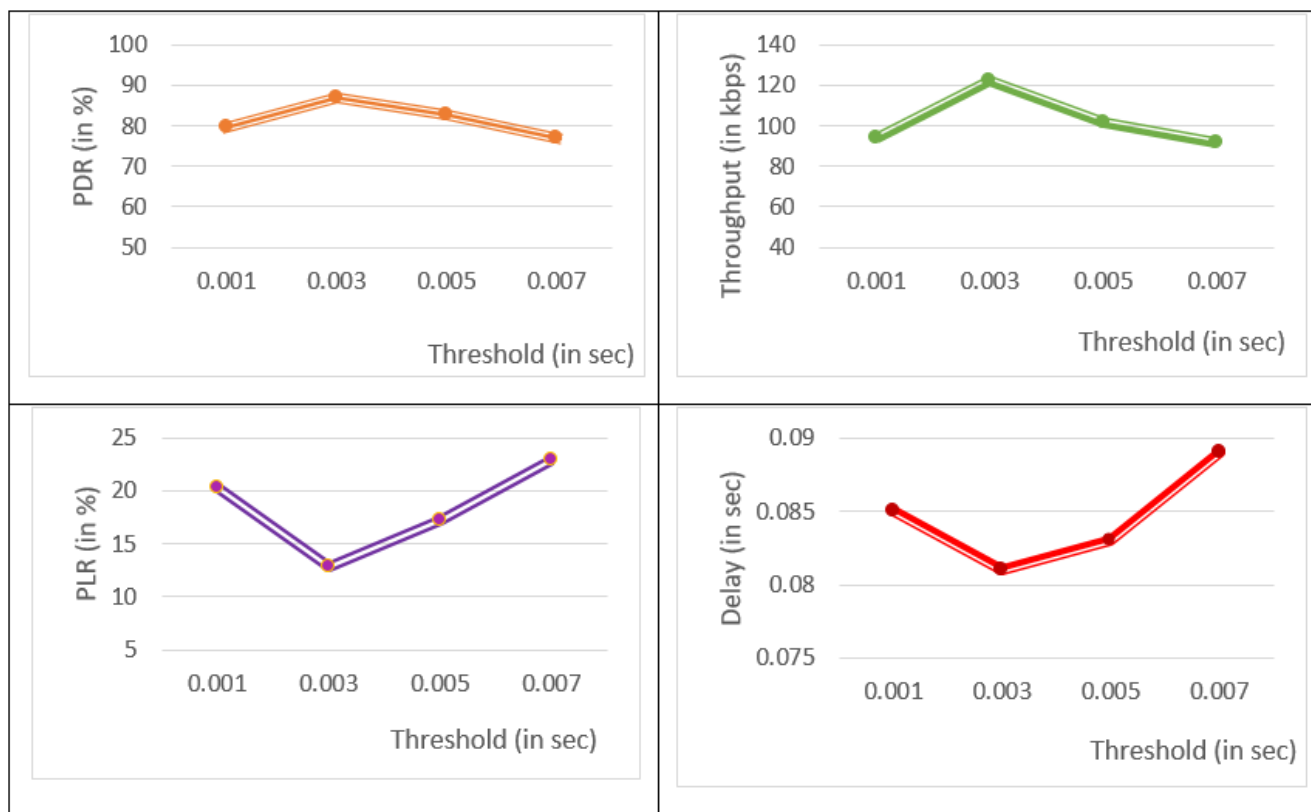 PDR (in %)
100
90
80
70
60
50
0.001 0.003 0.005 0.007
Threshold (in sec)
Throughput (in kbps)
140
120
100
80
60
40
0.001 0.003 0.005 0.007
Threshold (in sec)
PLR (in %)
25
20
15
10
5
0.001 0.003 0.005 0.007
Threshold (in sec)
Delay (in sec)
0.09
0.085
0.08
0.075
0.001 0.003 0.005 0.007
Threshold (in sec)